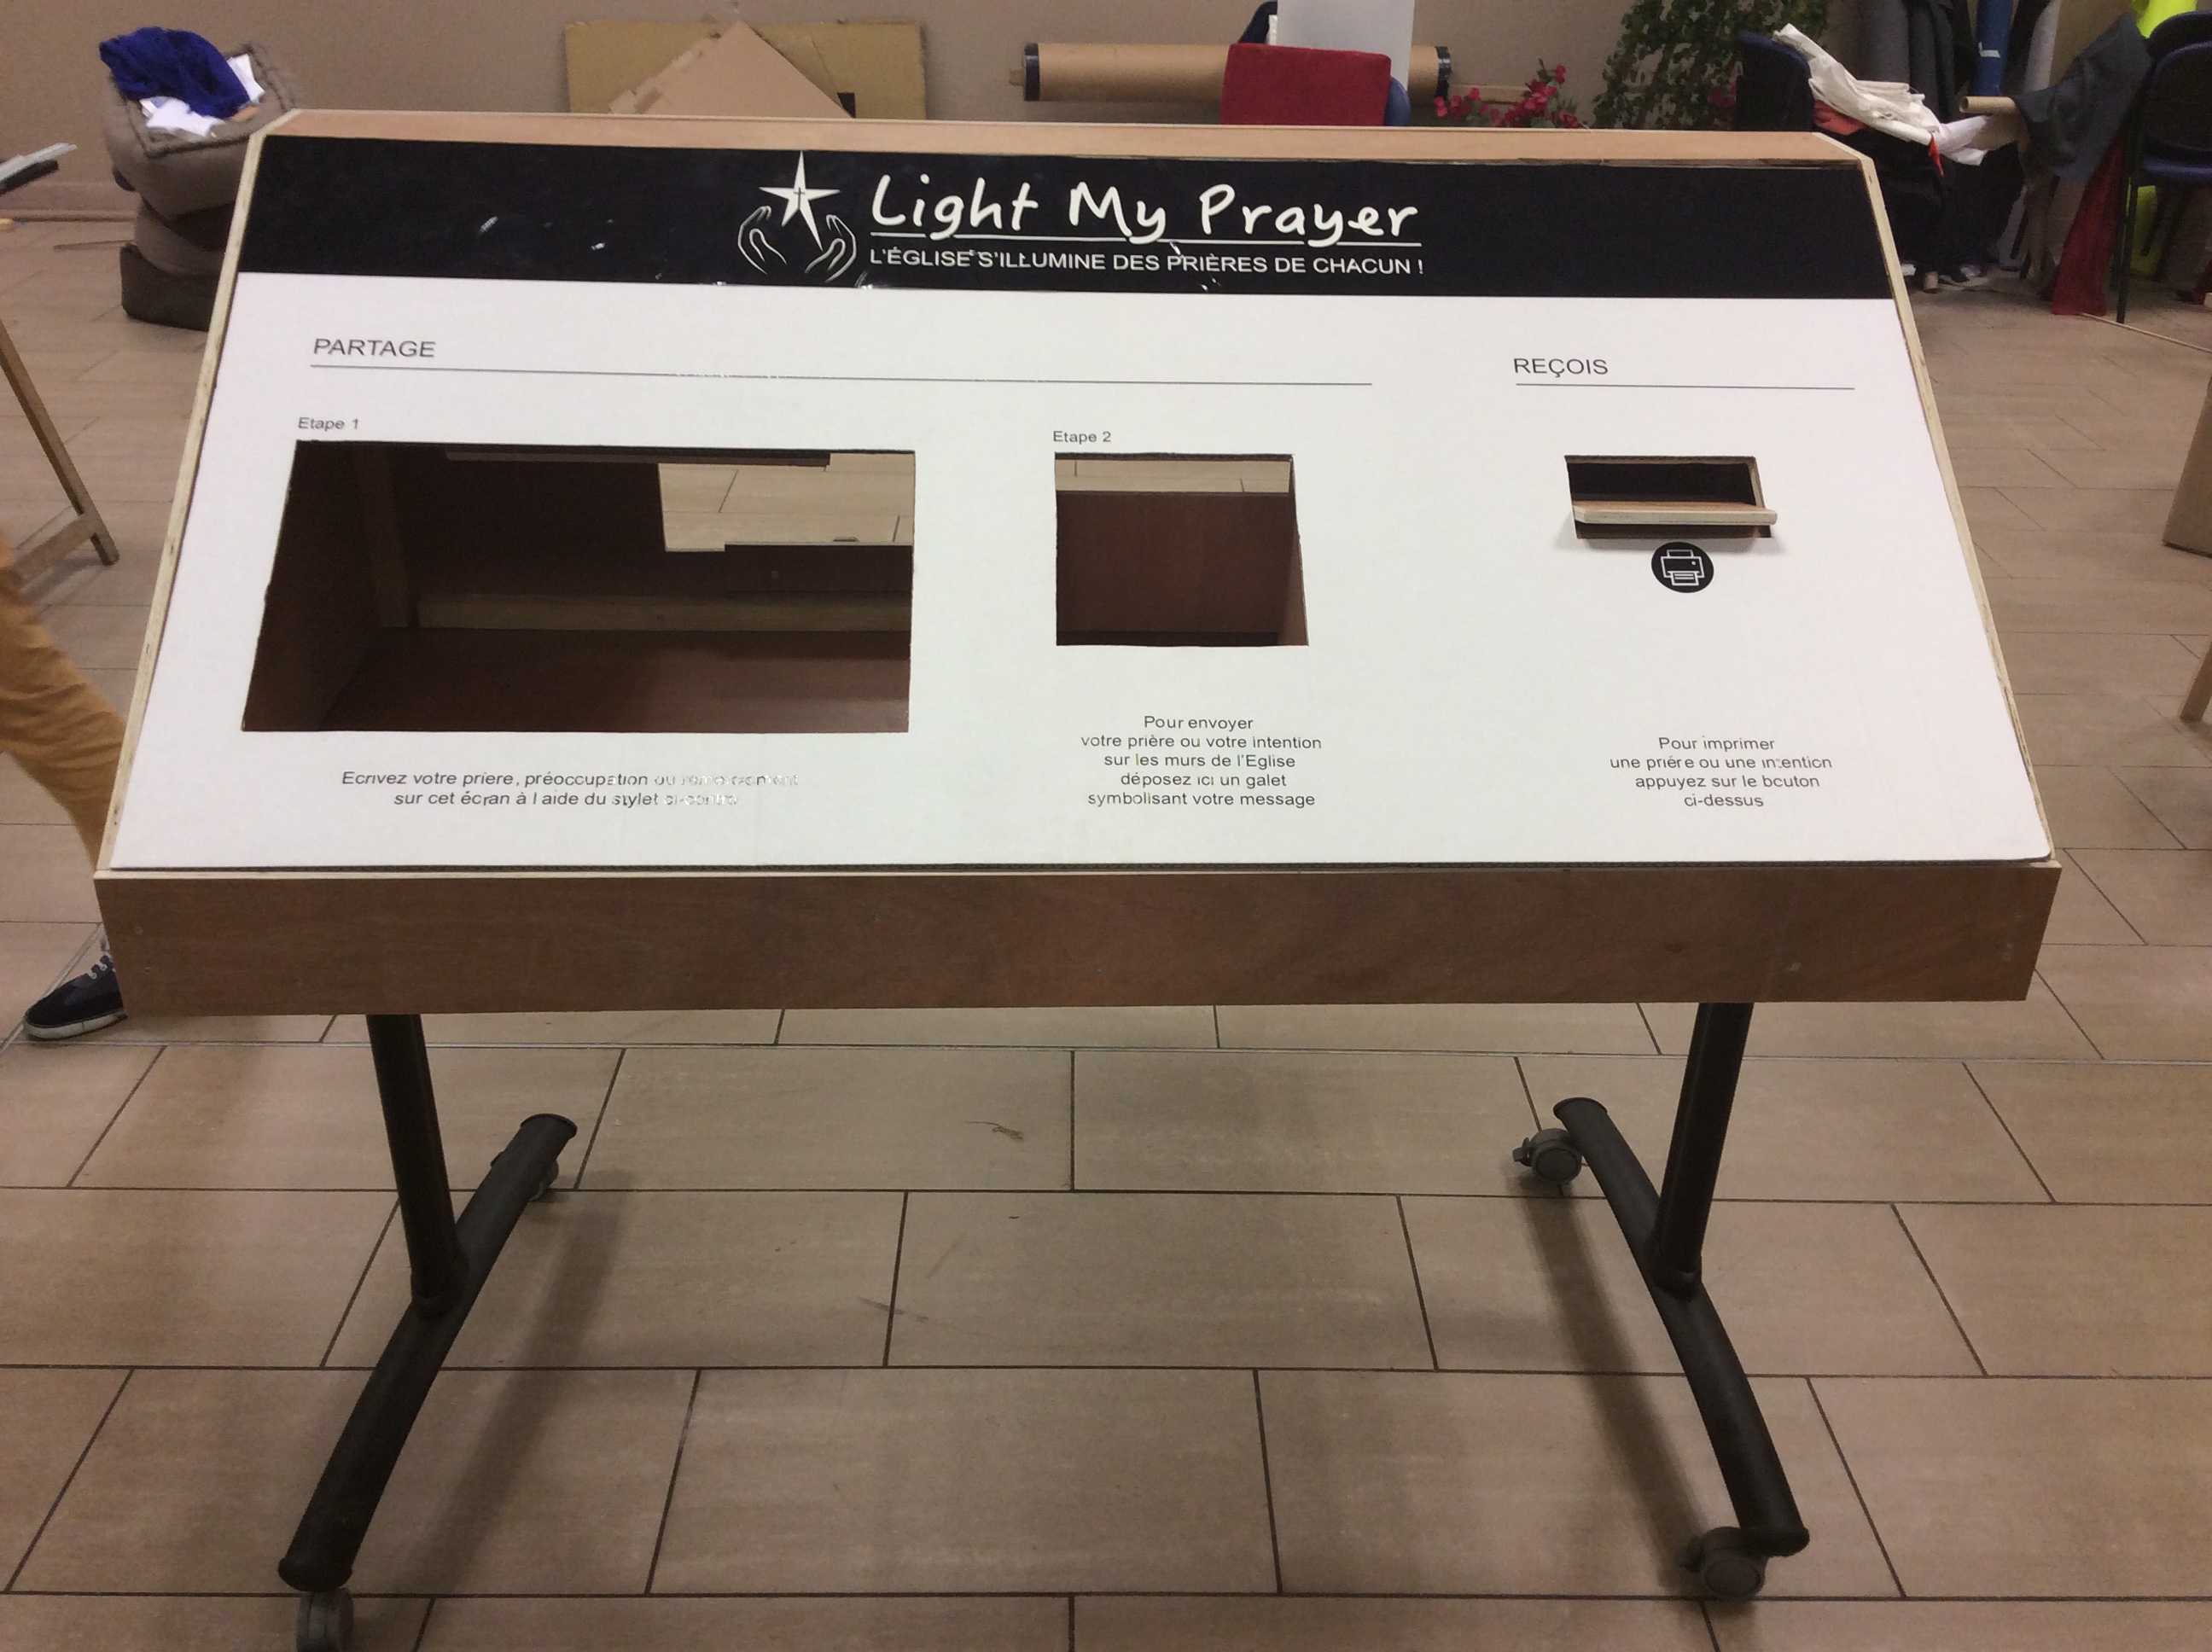 Light My Prayer
L'ÉGLISE S'ILLUMINE DES PRIÈRES DE CHACUN !
PARTAGE
Etape 1
Ecrivez votre priere, préoccupation ou
sur cet écran à l aide du stylet ci-contre
Etape 2
Pour envoyer
votre prière ou votre intention
sur les murs de l'Eglise
déposez ici un galet
symbolisant votre message
REÇOIS
Pour imprimer
une prière ou une intention
appuyez sur le bouton
ci-dessus